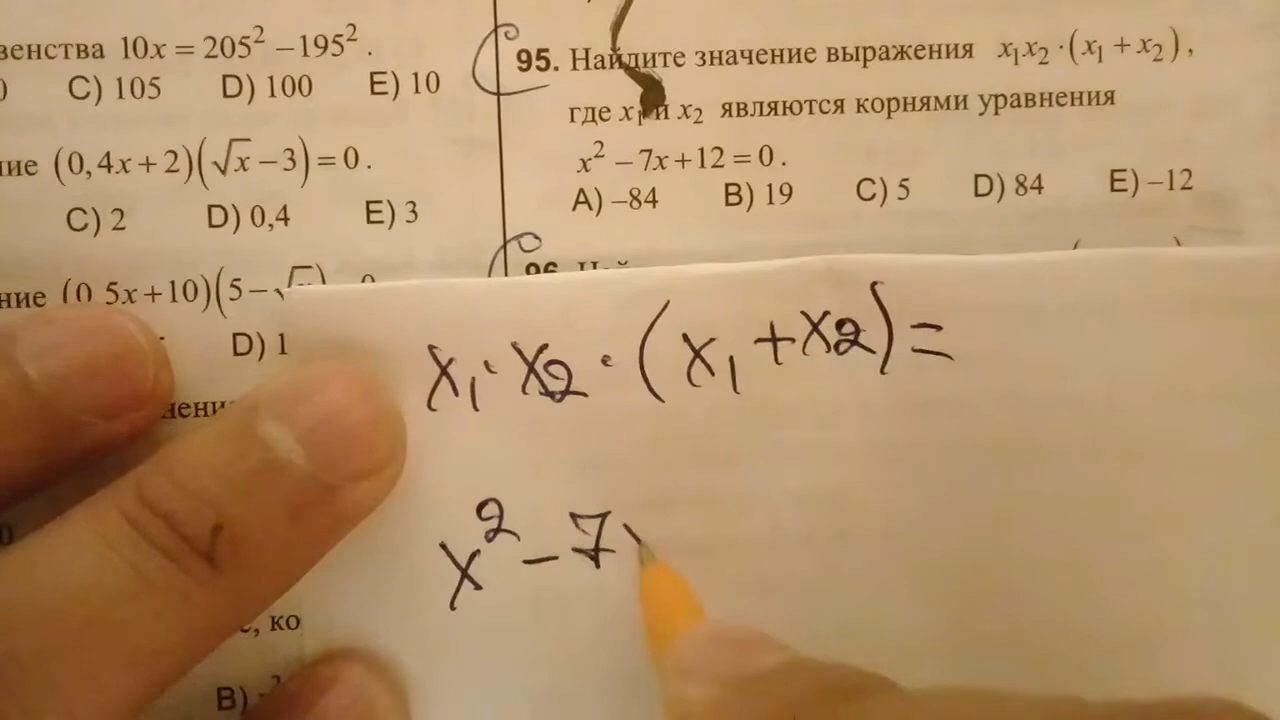 венства 10x = 205² – 195².
C) 105 D) 100 E) 10
ние (0,4x + 2)(√x – 3) = 0.
C) 2 D) 0,4 E) 3
ние (0 5x + 10)(5 – √
D) 1
, ко
B)
95. Найдите значение выражения x₁x₂ · (x₁ + x₂),
где x₁ и x₂ являются корнями уравнения
x² – 7x + 12 = 0.
A) –84 B) 19 C) 5 D) 84 E) –12
96.
x₁ · x₂ · (x₁ + x₂) =
x² – 7